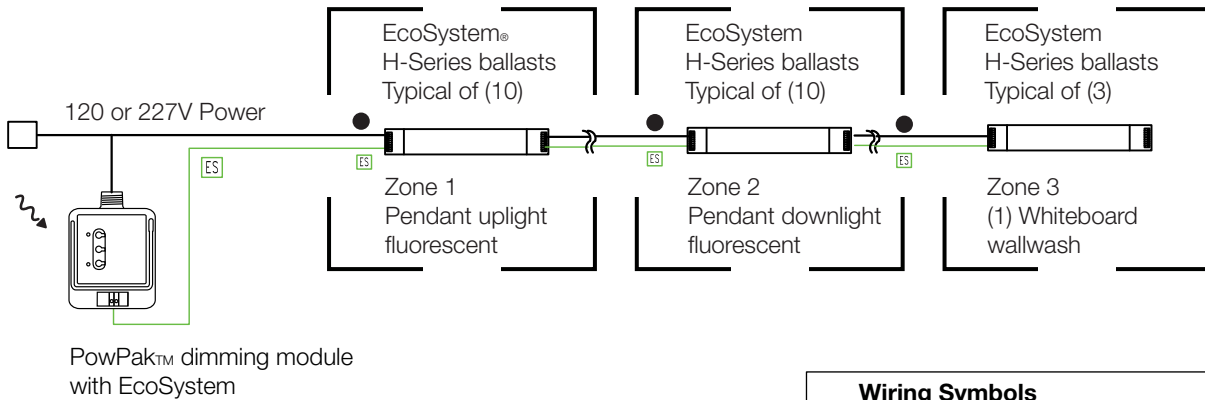 EcoSystem®
H-Series ballasts
Typical of (10)
EcoSystem
H-Series ballasts
Typical of (10)
EcoSystem
H-Series ballasts
Typical of (3)
120 or 227V Power
ES
ES
ES
ES
Zone 1
Pendant uplight
fluorescent
Zone 2
Pendant downlight
fluorescent
Zone 3
(1) Whiteboard
wallwash
PowPak™ dimming module
with EcoSystem
Wiring Symbols